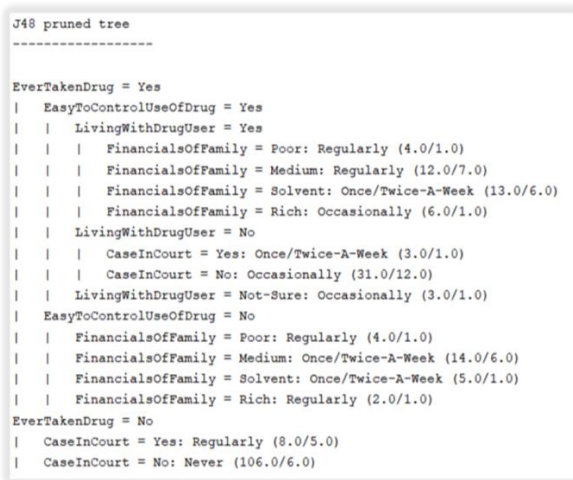 J48 pruned tree
------------------
EverTakenDrug = Yes
|   EasyToControlUseOfDrug = Yes
|   |   LivingWithDrugUser = Yes
|   |   |   FinancialsOfFamily = Poor: Regularly (4.0/1.0)
|   |   |   FinancialsOfFamily = Medium: Regularly (12.0/7.0)
|   |   |   FinancialsOfFamily = Solvent: Once/Twice-A-Week (13.0/6.0)
|   |   |   FinancialsOfFamily = Rich: Occasionally (6.0/1.0)
|   |   LivingWithDrugUser = No
|   |   |   CaseInCourt = Yes: Once/Twice-A-Week (3.0/1.0)
|   |   |   CaseInCourt = No: Occasionally (31.0/12.0)
|   |   LivingWithDrugUser = Not-Sure: Occasionally (3.0/1.0)
|   EasyToControlUseOfDrug = No
|   |   FinancialsOfFamily = Poor: Regularly (4.0/1.0)
|   |   FinancialsOfFamily = Medium: Once/Twice-A-Week (14.0/6.0)
|   |   FinancialsOfFamily = Solvent: Once/Twice-A-Week (5.0/1.0)
|   |   FinancialsOfFamily = Rich: Regularly (2.0/1.0)
EverTakenDrug = No
|   CaseInCourt = Yes: Regularly (8.0/5.0)
|   CaseInCourt = No: Never (106.0/6.0)